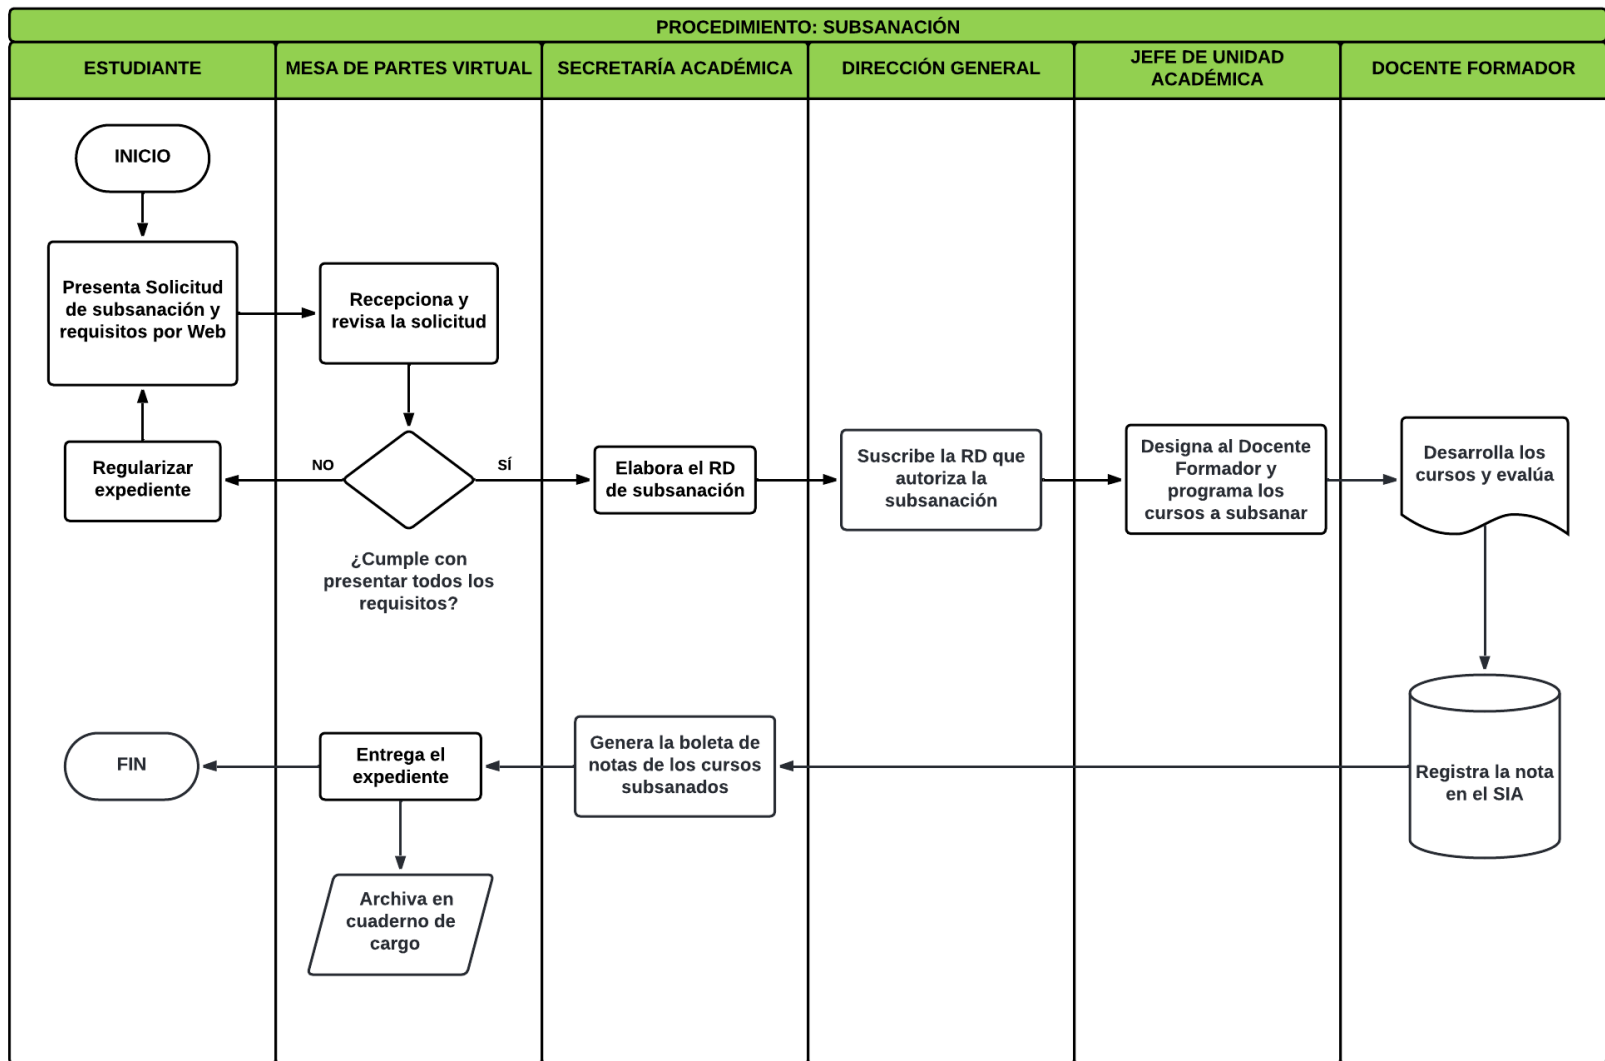 PROCEDIMIENTO: SUBSANACIÓN
ESTUDIANTE
MESA DE PARTES VIRTUAL
SECRETARÍA ACADÉMICA
DIRECCIÓN GENERAL
JEFE DE UNIDAD
ACADÉMICA
DOCENTE FORMADOR
INICIO
Presenta Solicitud
de subsanación y
requisitos por Web
Recepciona y
revisa la solicitud
Regularizar
expediente
NO
SÍ
¿Cumple con
presentar todos los
requisitos?
Elabora el RD
de subsanación
Suscribe la RD que
autoriza la
subsanación
Designa al Docente
Formador y
programa los
cursos a subsanar
Desarrolla los
cursos y evalúa
Registra la nota
en el SIA
Genera la boleta de
notas de los cursos
subsanados
Entrega el
expediente
FIN
Archiva en
cuaderno de
cargo